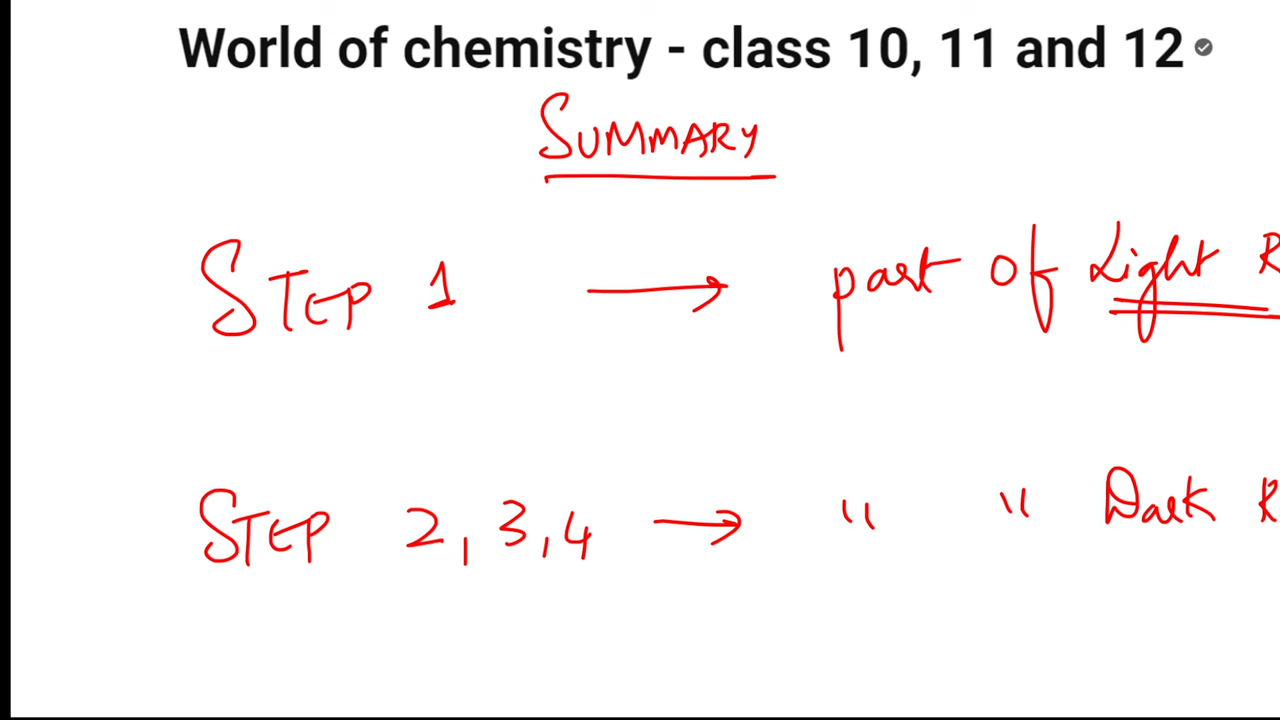 World of chemistry - class 10, 11 and 12
SUMMARY
STEP 1 → part of Light R
STEP 2, 3, 4 → " " Dark R